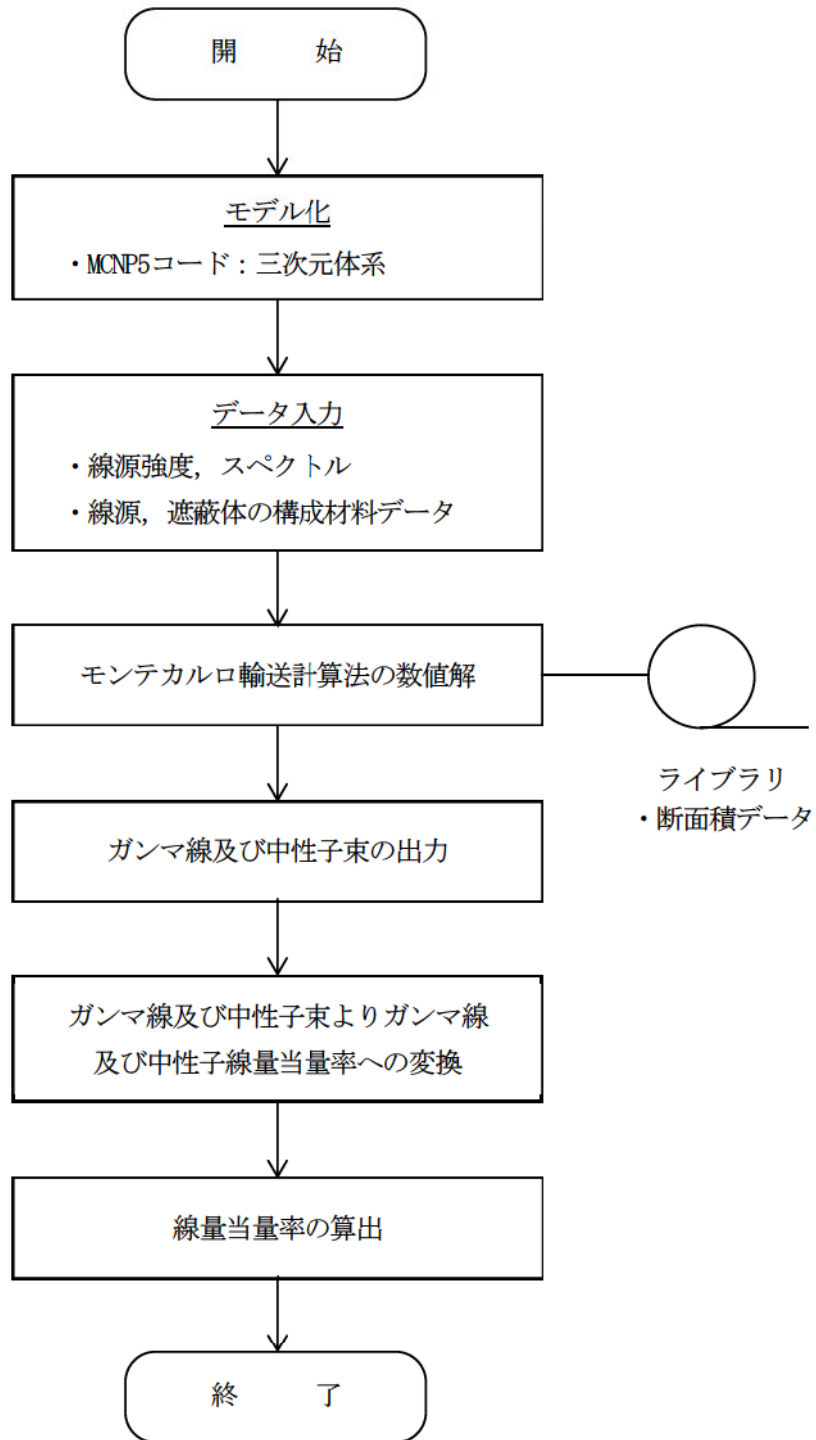 開　　始
モデル化
・MCNP5コード：三次元体系
データ入力
・線源強度，スペクトル
・線源，遮蔽体の構成材料データ
モンテカルロ輸送計算法の数値解
ライブラリ
・断面積データ
ガンマ線及び中性子束の出力
ガンマ線及び中性子束よりガンマ線
及び中性子線量当量率への変換
線量当量率の算出
終　　了